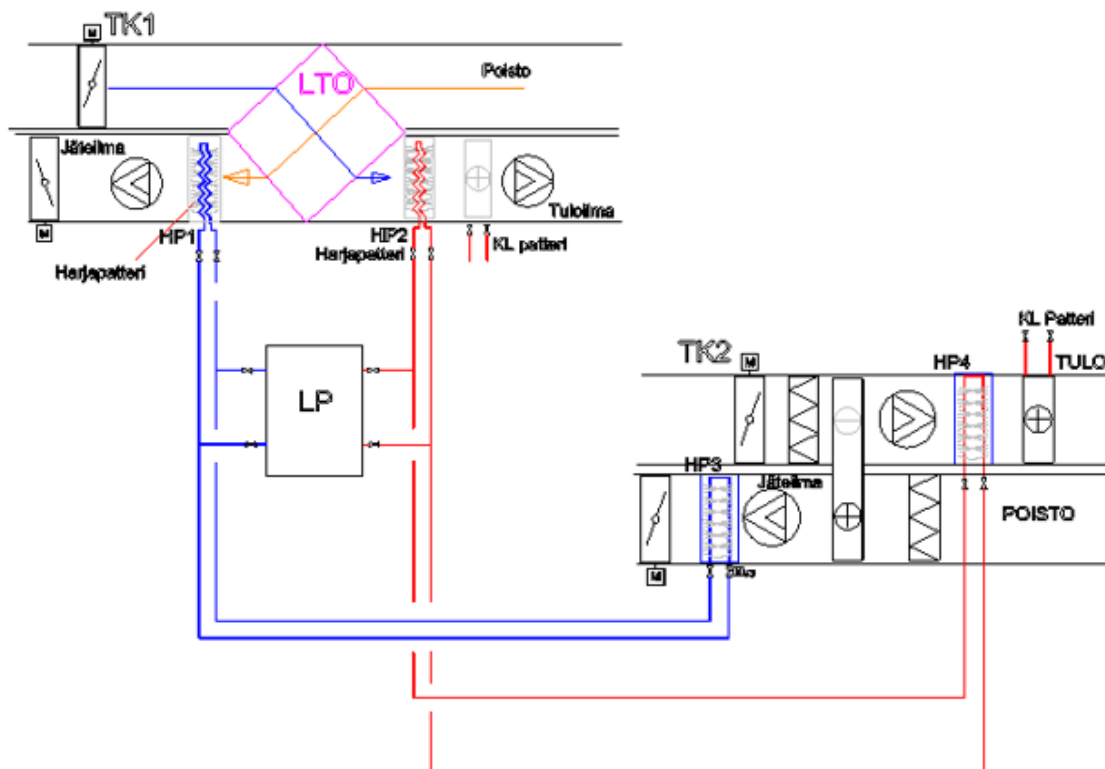 M TK1
LTO
Poisto
Jäteilma
Tuloilma
M
HP1
HP2
Harjapatteri
KL patteri
Harjapatteri
LP
KL Patteri
TK2
M
HP4
TULO
HP3
Jäteilma
POISTO
M